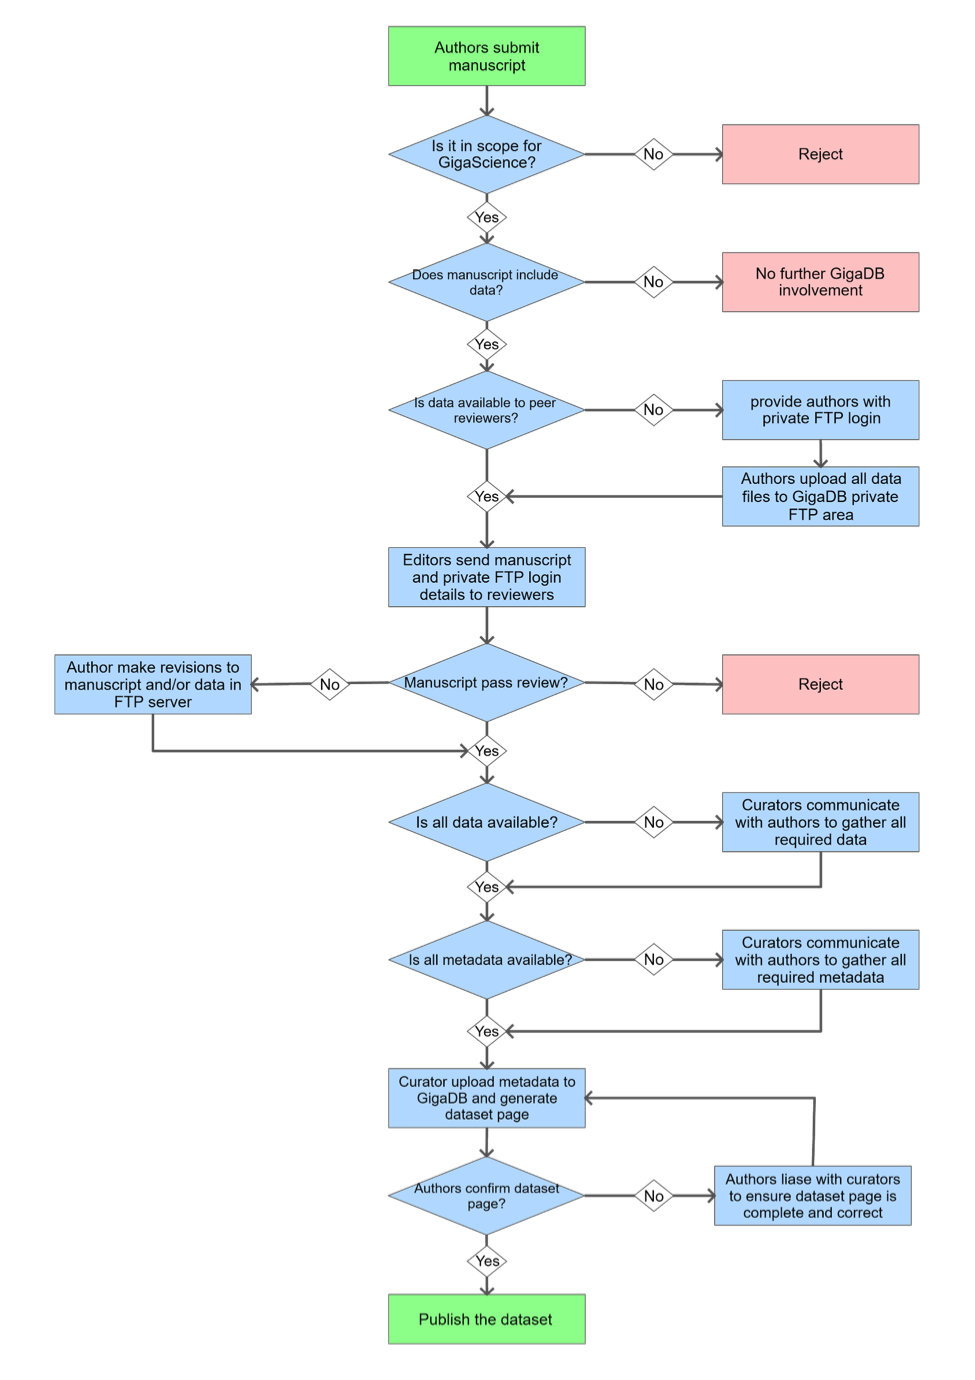 Authors submit
manuscript
Is it in scope for
GigaScience?
No
Reject
Yes
Does manuscript include
data?
No
No further GigaDB
involvement
Yes
Is data available to peer
reviewers?
No
provide authors with
private FTP login
Authors upload all data
files to GigaDB private
FTP area
Yes
Editors send manuscript
and private FTP login
details to reviewers
Author make revisions to
manuscript and/or data in
FTP server
No
Manuscript pass review?
No
Reject
Yes
Is all data available?
No
Curators communicate
with authors to gather all
required data
Yes
Is all metadata available?
No
Curators communicate
with authors to gather all
required metadata
Yes
Curator upload metadata to
GigaDB and generate
dataset page
Authors confirm dataset
page?
No
Authors liase with curators
to ensure dataset page is
complete and correct
Yes
Publish the dataset